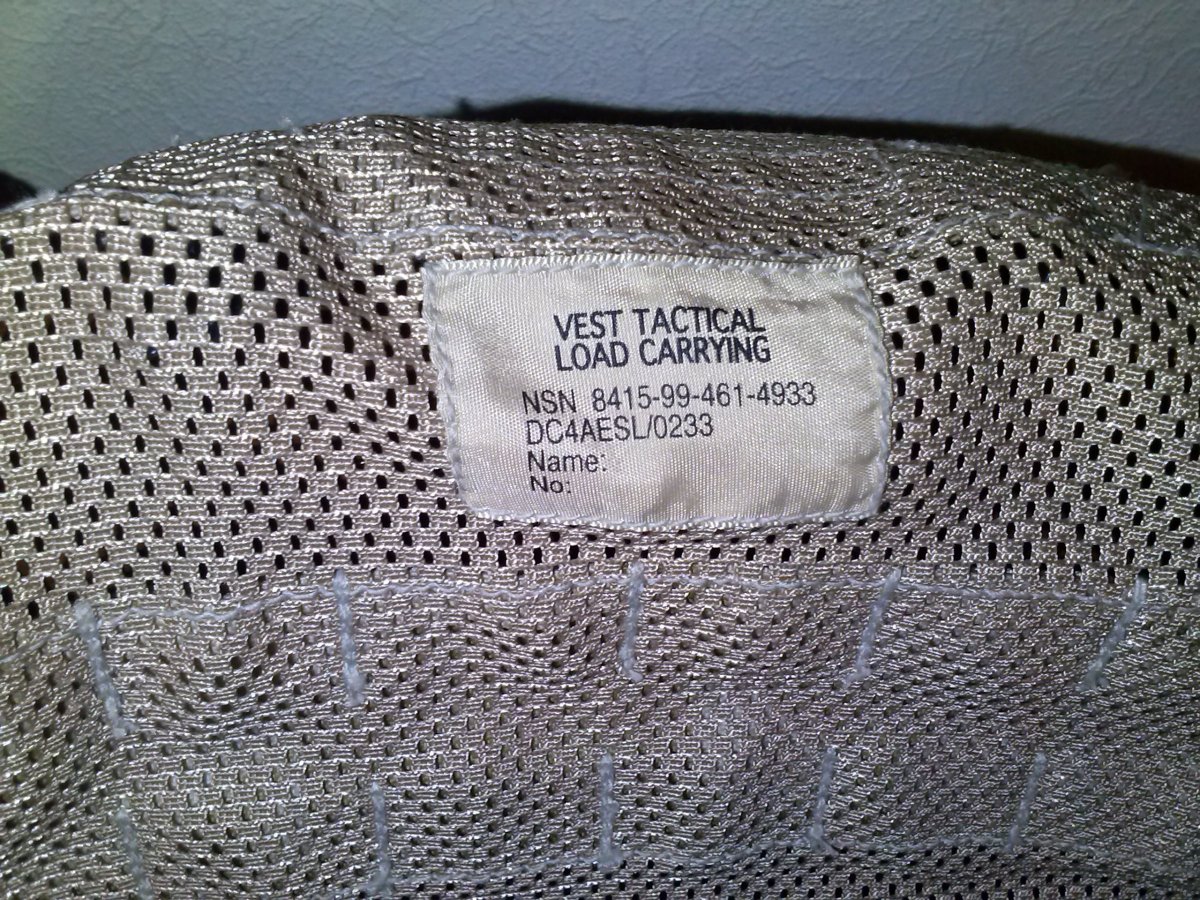 VEST TACTICAL
LOAD CARRYING
NSN 8415-99-461-4933
DC4AESL/0233
Name:
No: